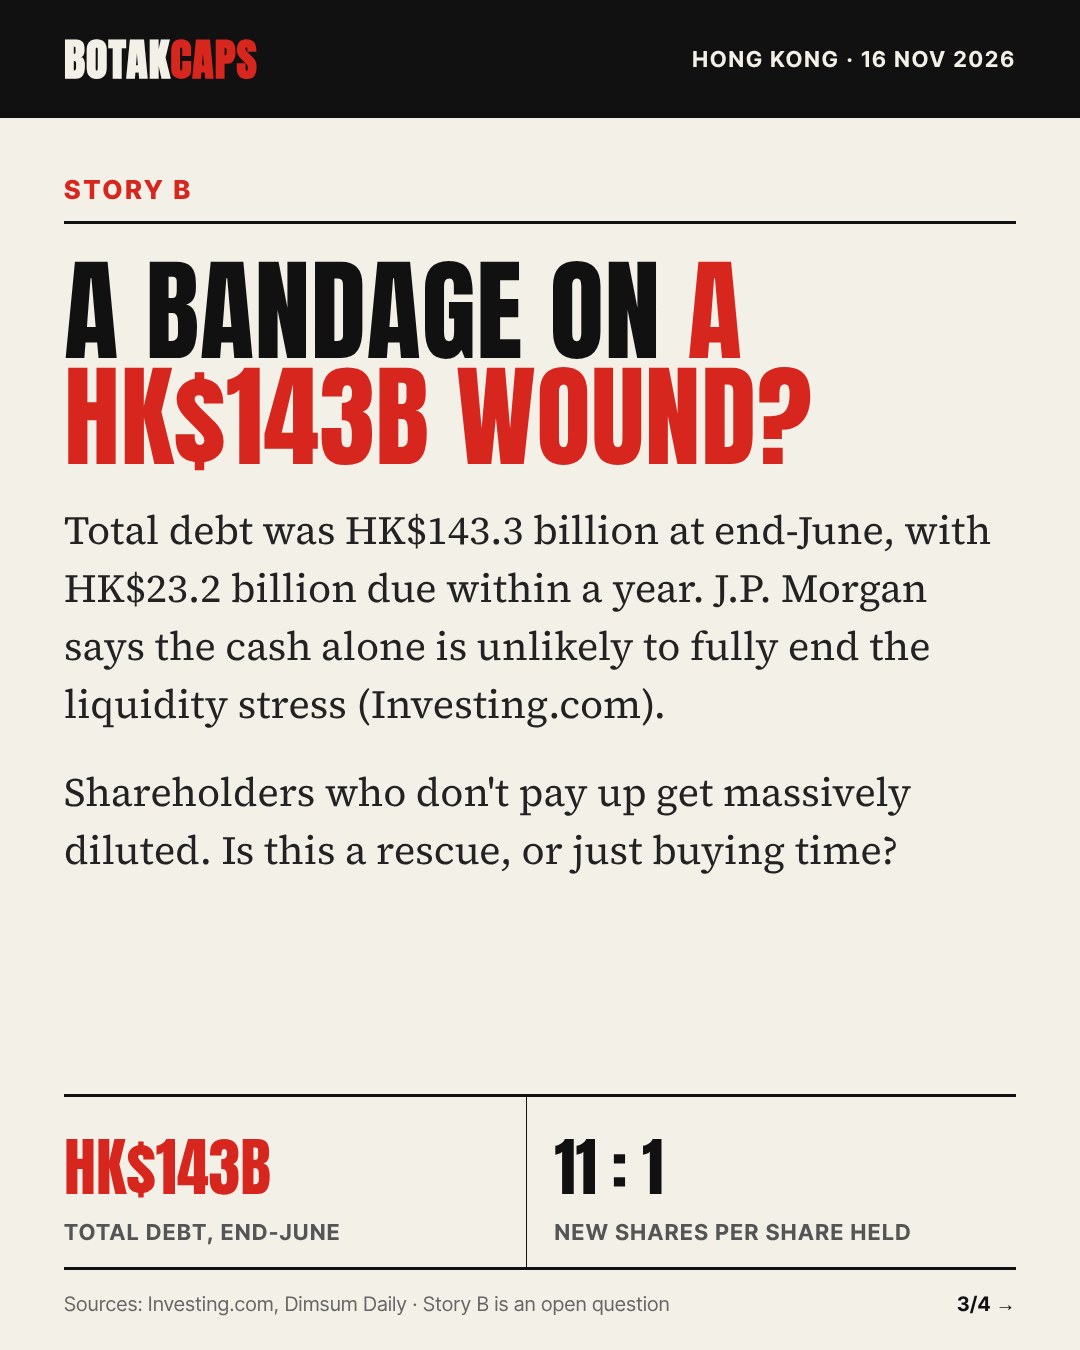 BOTAKCAPS
HONG KONG · 16 NOV 2026
STORY B
A BANDAGE ON A
HK$143B WOUND?
Total debt was HK$143.3 billion at end-June, with
HK$23.2 billion due within a year. J.P. Morgan
says the cash alone is unlikely to fully end the
liquidity stress (Investing.com).
Shareholders who don't pay up get massively
diluted. Is this a rescue, or just buying time?
HK$143B
TOTAL DEBT, END-JUNE
11 : 1
NEW SHARES PER SHARE HELD
Sources: Investing.com, Dimsum Daily · Story B is an open question
3/4 →